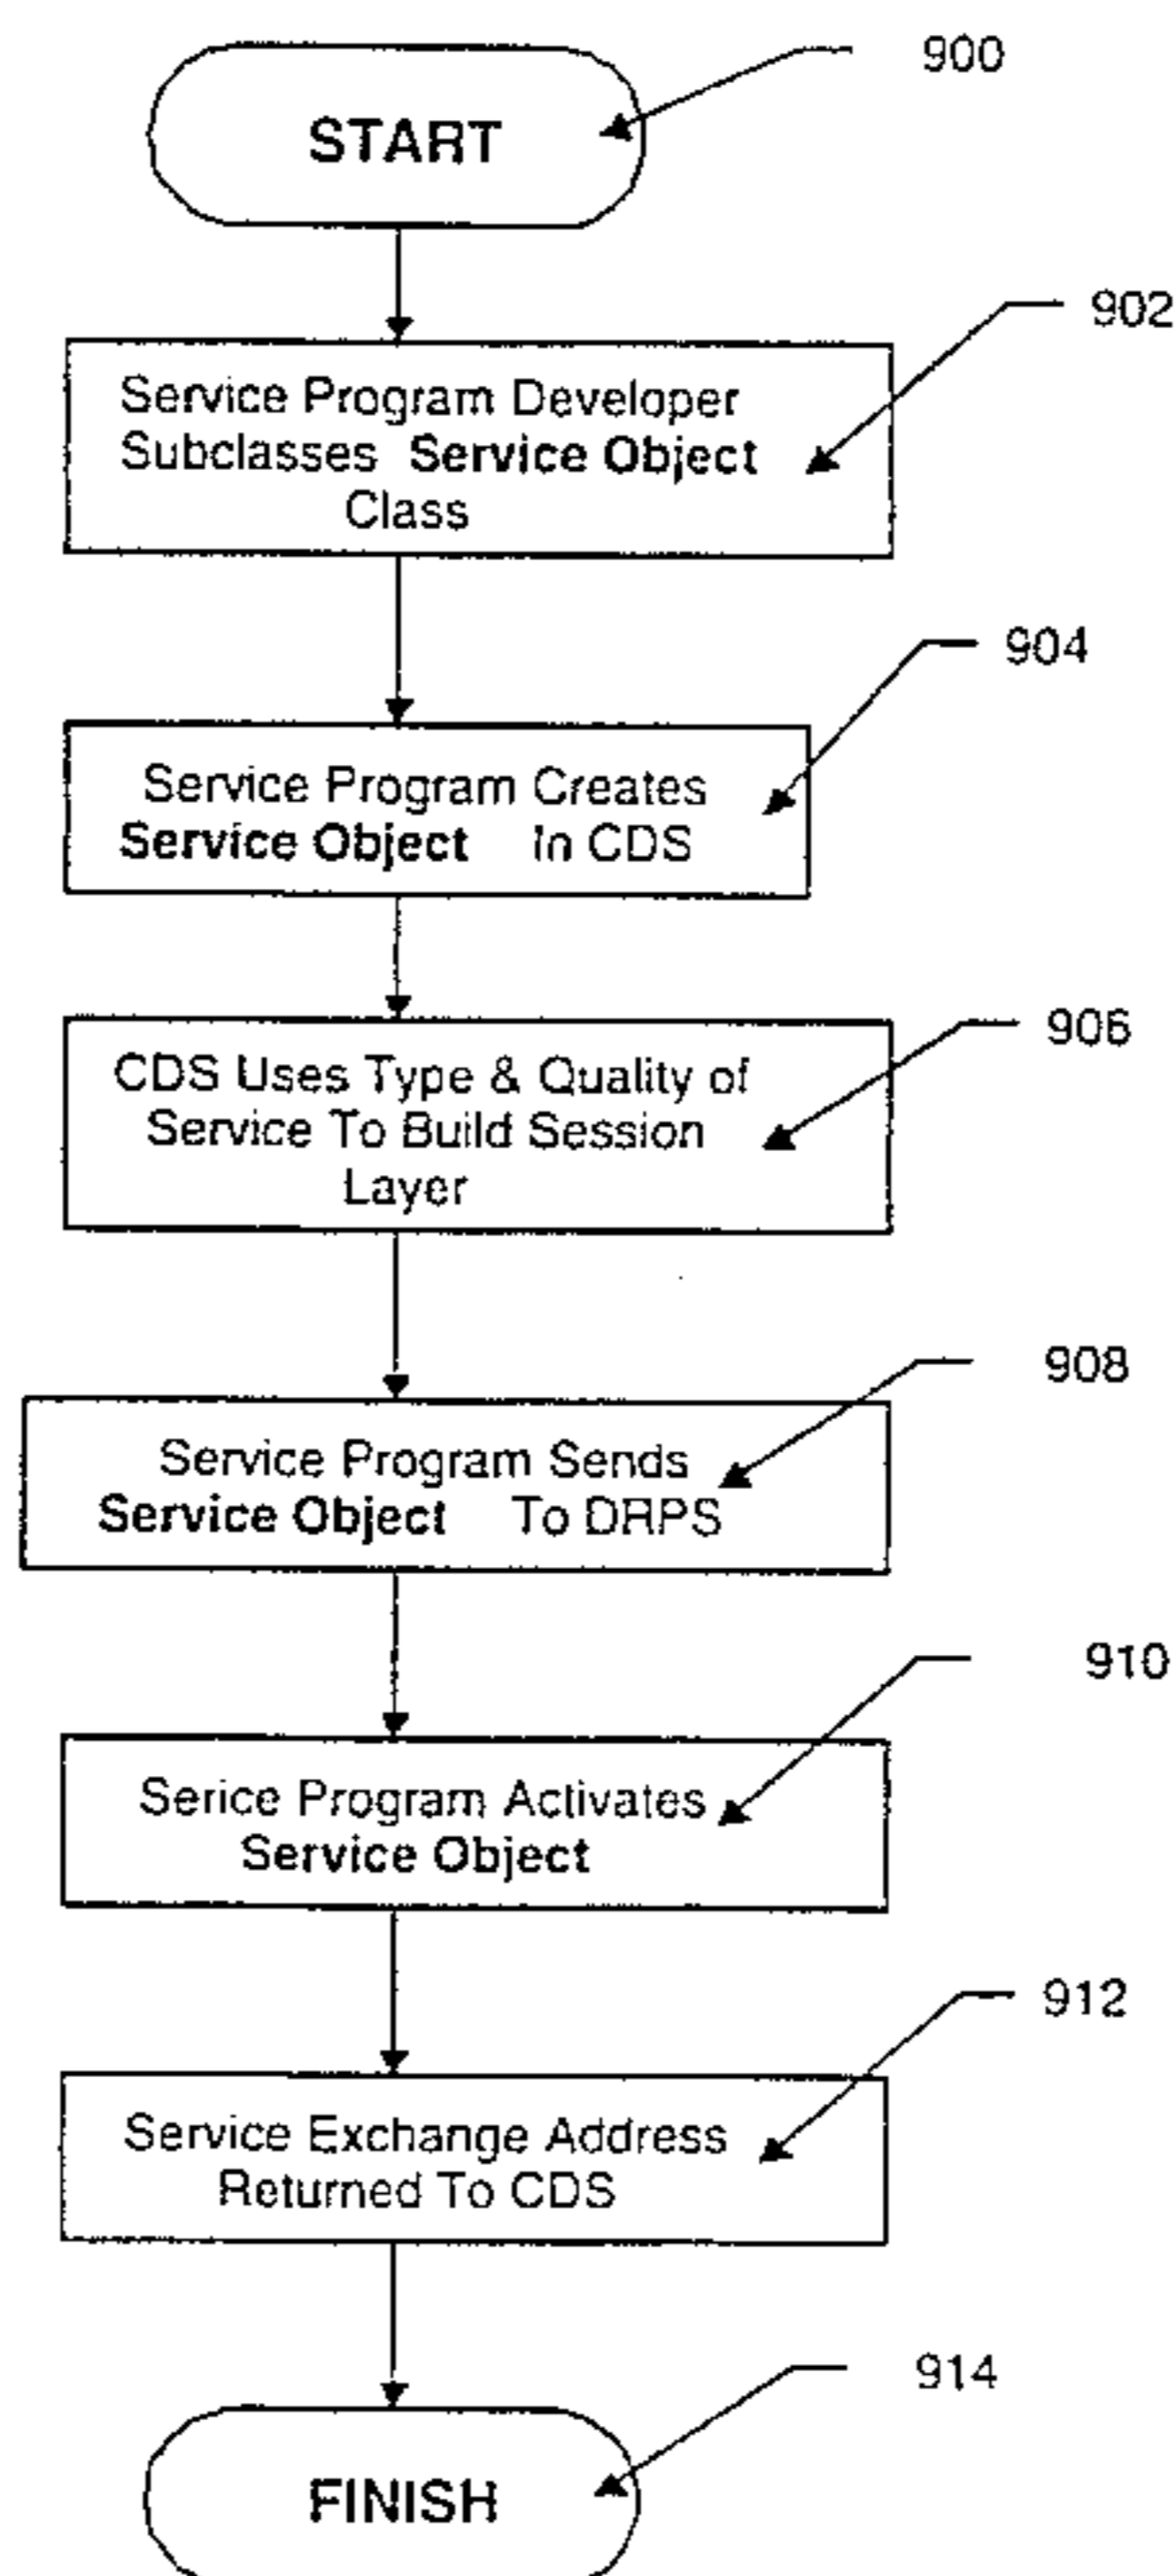 900
START
902
Service Program Developer
Subclasses Service Object
Class
904
Service Program Creates
Service Object In CDS
906
CDS Uses Type & Quality of
Service To Build Session
Layer
908
Service Program Sends
Service Object To DRPS
910
Serice Program Activates
Service Object
912
Service Exchange Address
Returned To CDS
914
FINISH